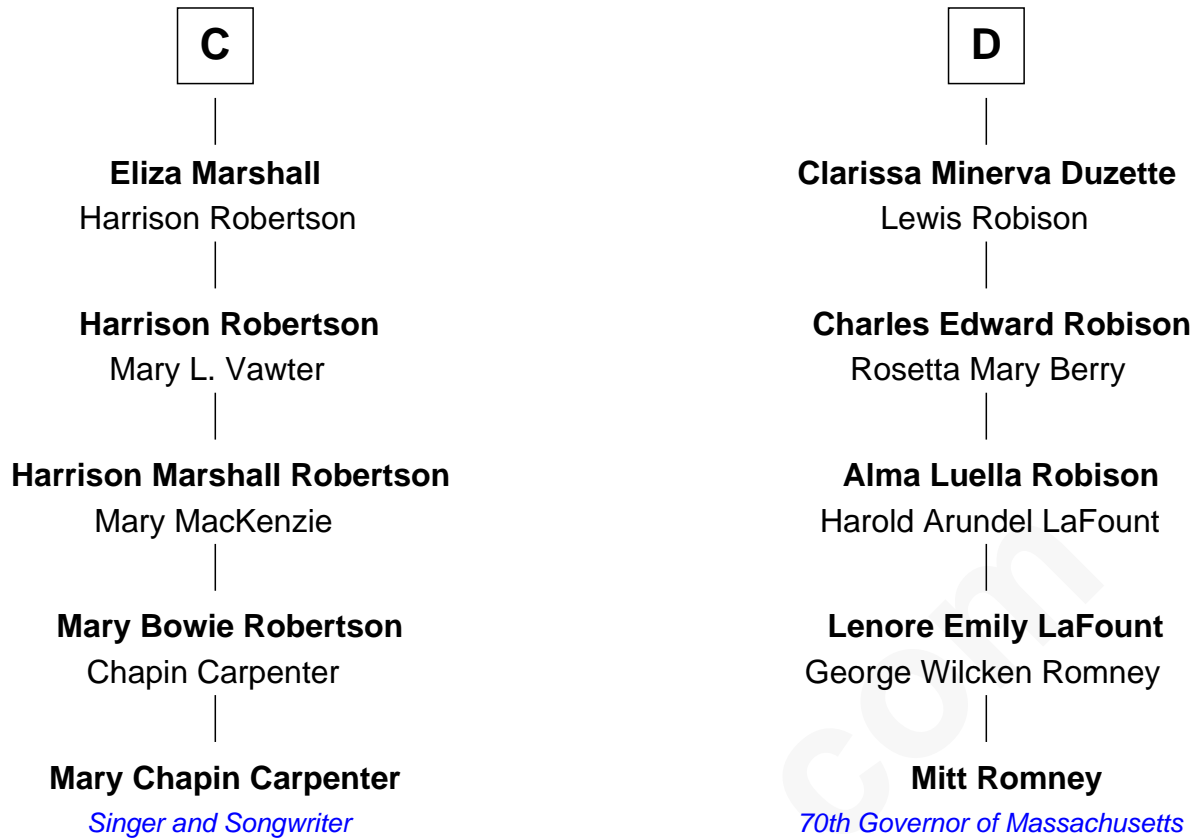 C
Eliza Marshall
Harrison Robertson
Harrison Robertson
Mary L. Vawter
Harrison Marshall Robertson
Mary MacKenzie
Mary Bowie Robertson
Chapin Carpenter
Mary Chapin Carpenter
Singer and Songwriter
D
Clarissa Minerva Duzette
Lewis Robison
Charles Edward Robison
Rosetta Mary Berry
Alma Luella Robison
Harold Arundel LaFount
Lenore Emily LaFount
George Wilcken Romney
Mitt Romney
70th Governor of Massachusetts
com